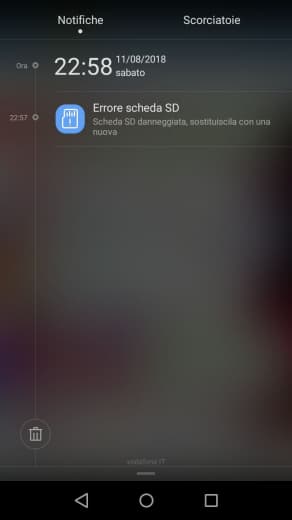 Notifiche Scorciatoie
Ora 22:58 11/08/2018
sabato
22:57 Errore scheda SD
Scheda SD danneggiata, sostituiscila con una
nuova
vodafone IT